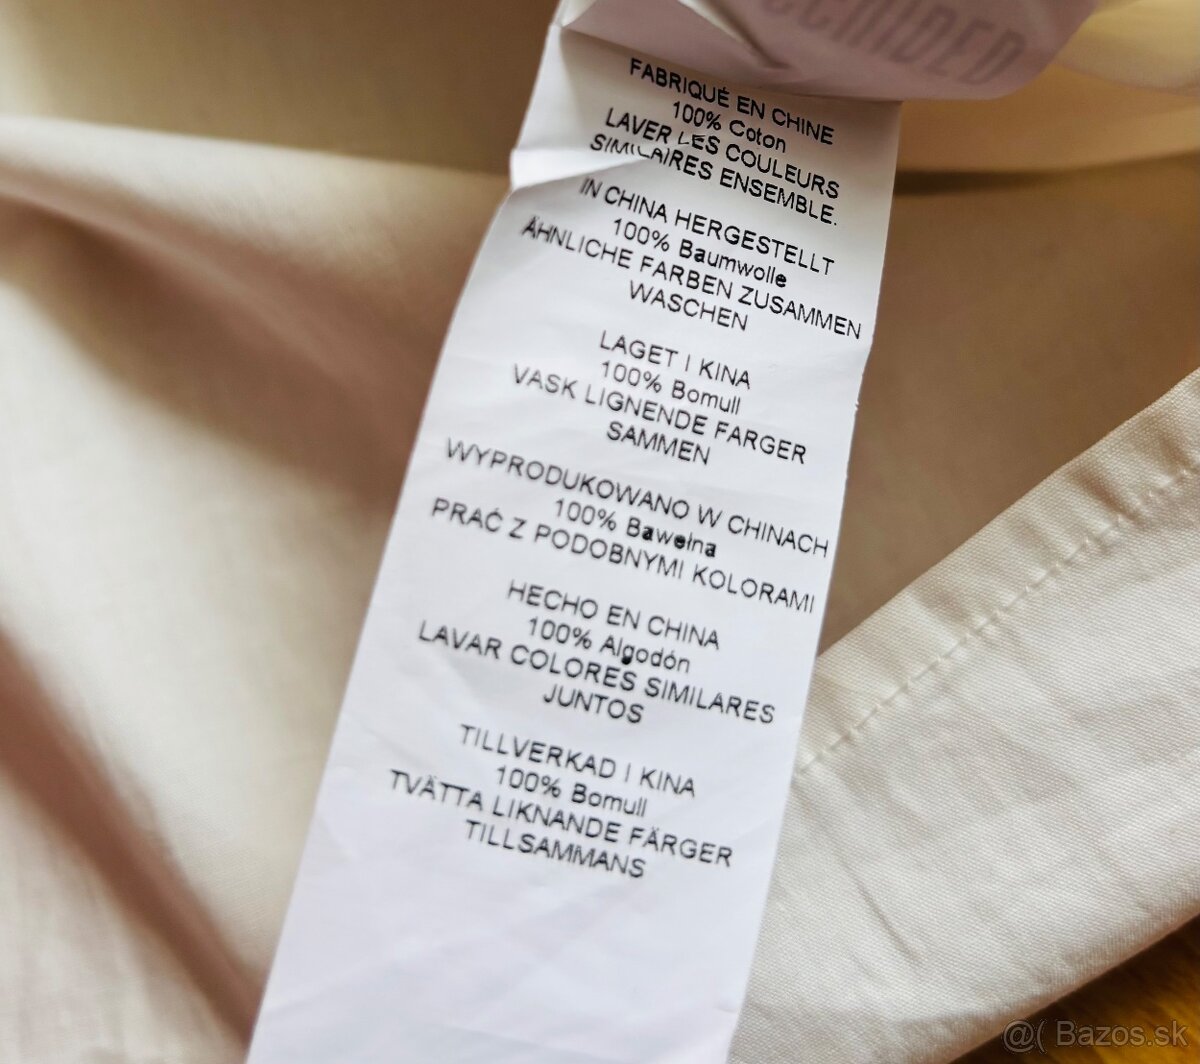 FABRIQUÉ EN CHINE
100% Coton
LAVER LES COULEURS
SIMILAIRES ENSEMBLE.
IN CHINA HERGESTELLT
100% Baumwolle
ÄHNLICHE FARBEN ZUSAMMEN
WASCHEN
LAGET I KINA
100% Bomull
VASK LIGNENDE FARGER
SAMMEN
WYPRODUKOWANO W CHINACH
100% Bawełna
PRAĆ Z PODOBNYMI KOLORAMI
HECHO EN CHINA
100% Algodón
LAVAR COLORES SIMILARES
JUNTOS
TILLVERKAD I KINA
100% Bomull
TVÄTTA LIKNANDE FÄRGER
TILLSAMMANS
@( Bazos.sk